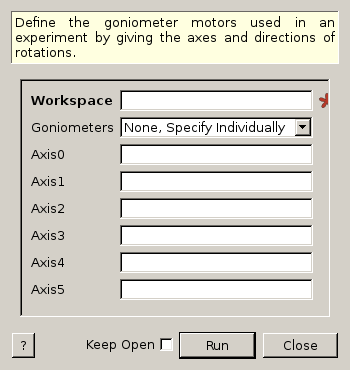 Define the goniometer motors used in an
experiment by giving the axes and directions of
rotations.
Workspace
Goniometers None, Specify Individually
Axis0
Axis1
Axis2
Axis3
Axis4
Axis5
? Keep Open Run Close